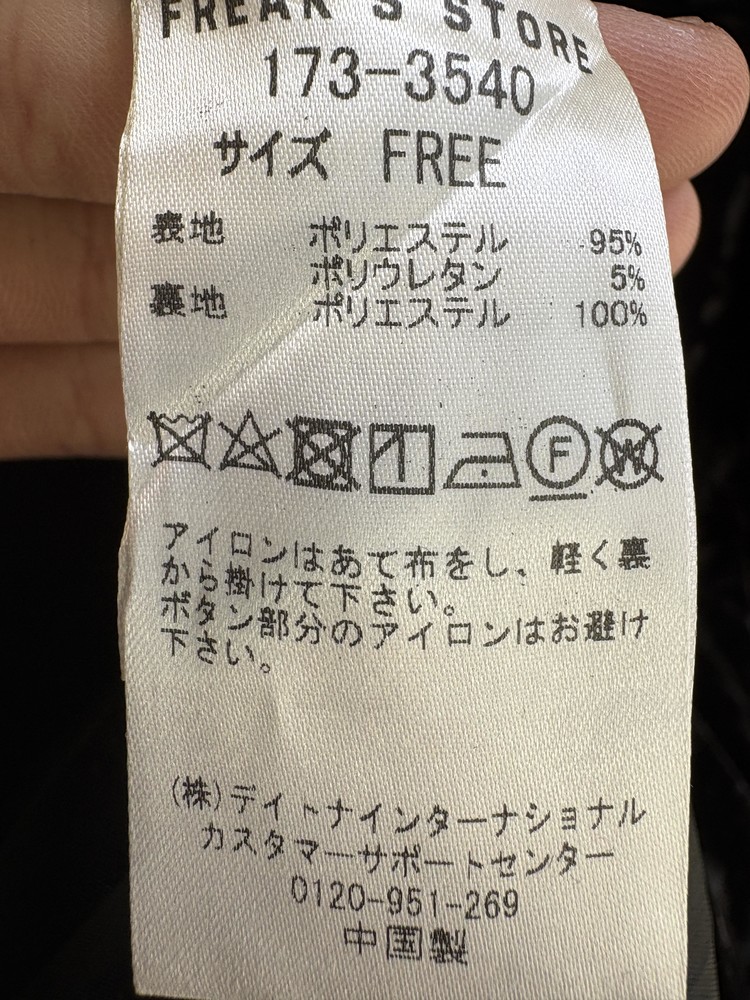 FREAK'S STORE
173-3540
サイズ FREE
表地 ポリエステル 95%
ポリウレタン 5%
裏地 ポリエステル 100%
F W
アイロンはあて布をし、軽く裏
から掛けて下さい。
ボタン部分のアイロンはお避け
下さい。
(株)デイトナインターナショナル
カスタマーサポートセンター
0120-951-269
中国製